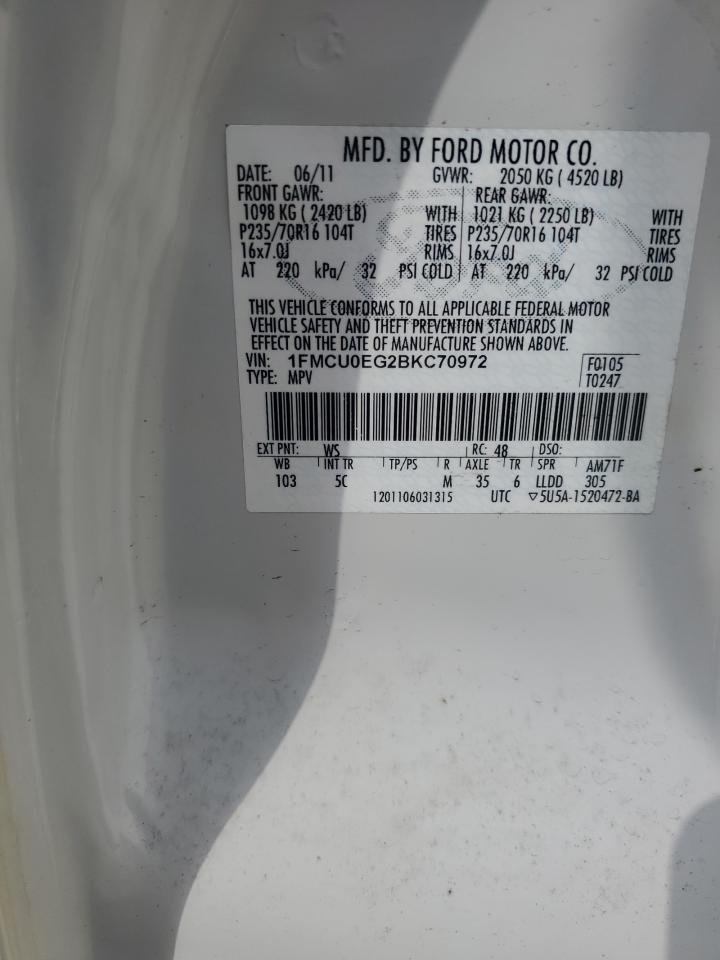 MFD. BY FORD MOTOR CO.
DATE: 06/11 GVWR: 2050 KG ( 4520 LB)
FRONT GAWR: REAR GAWR:
1098 KG ( 2420 LB) WITH 1021 KG ( 2250 LB) WITH
P235/70R16 104T TIRES P235/70R16 104T TIRES
16x7.0J RIMS 16x7.0J RIMS
AT 220 kPa/ 32 PSI COLD AT 220 kPa/ 32 PSI COLD
THIS VEHICLE CONFORMS TO ALL APPLICABLE FEDERAL MOTOR
VEHICLE SAFETY AND THEFT PREVENTION STANDARDS IN
EFFECT ON THE DATE OF MANUFACTURE SHOWN ABOVE.
VIN: 1FMCU0EG2BKC70972 F0105
TYPE: MPV T0247
EXT PNT: WS RC: 48 DSO:
WB INT TR TP/PS R AXLE TR SPR AM71F
103 5C M 35 6 LLDD 305
1201106031315 UTC ▽5U5A-1520472-BA